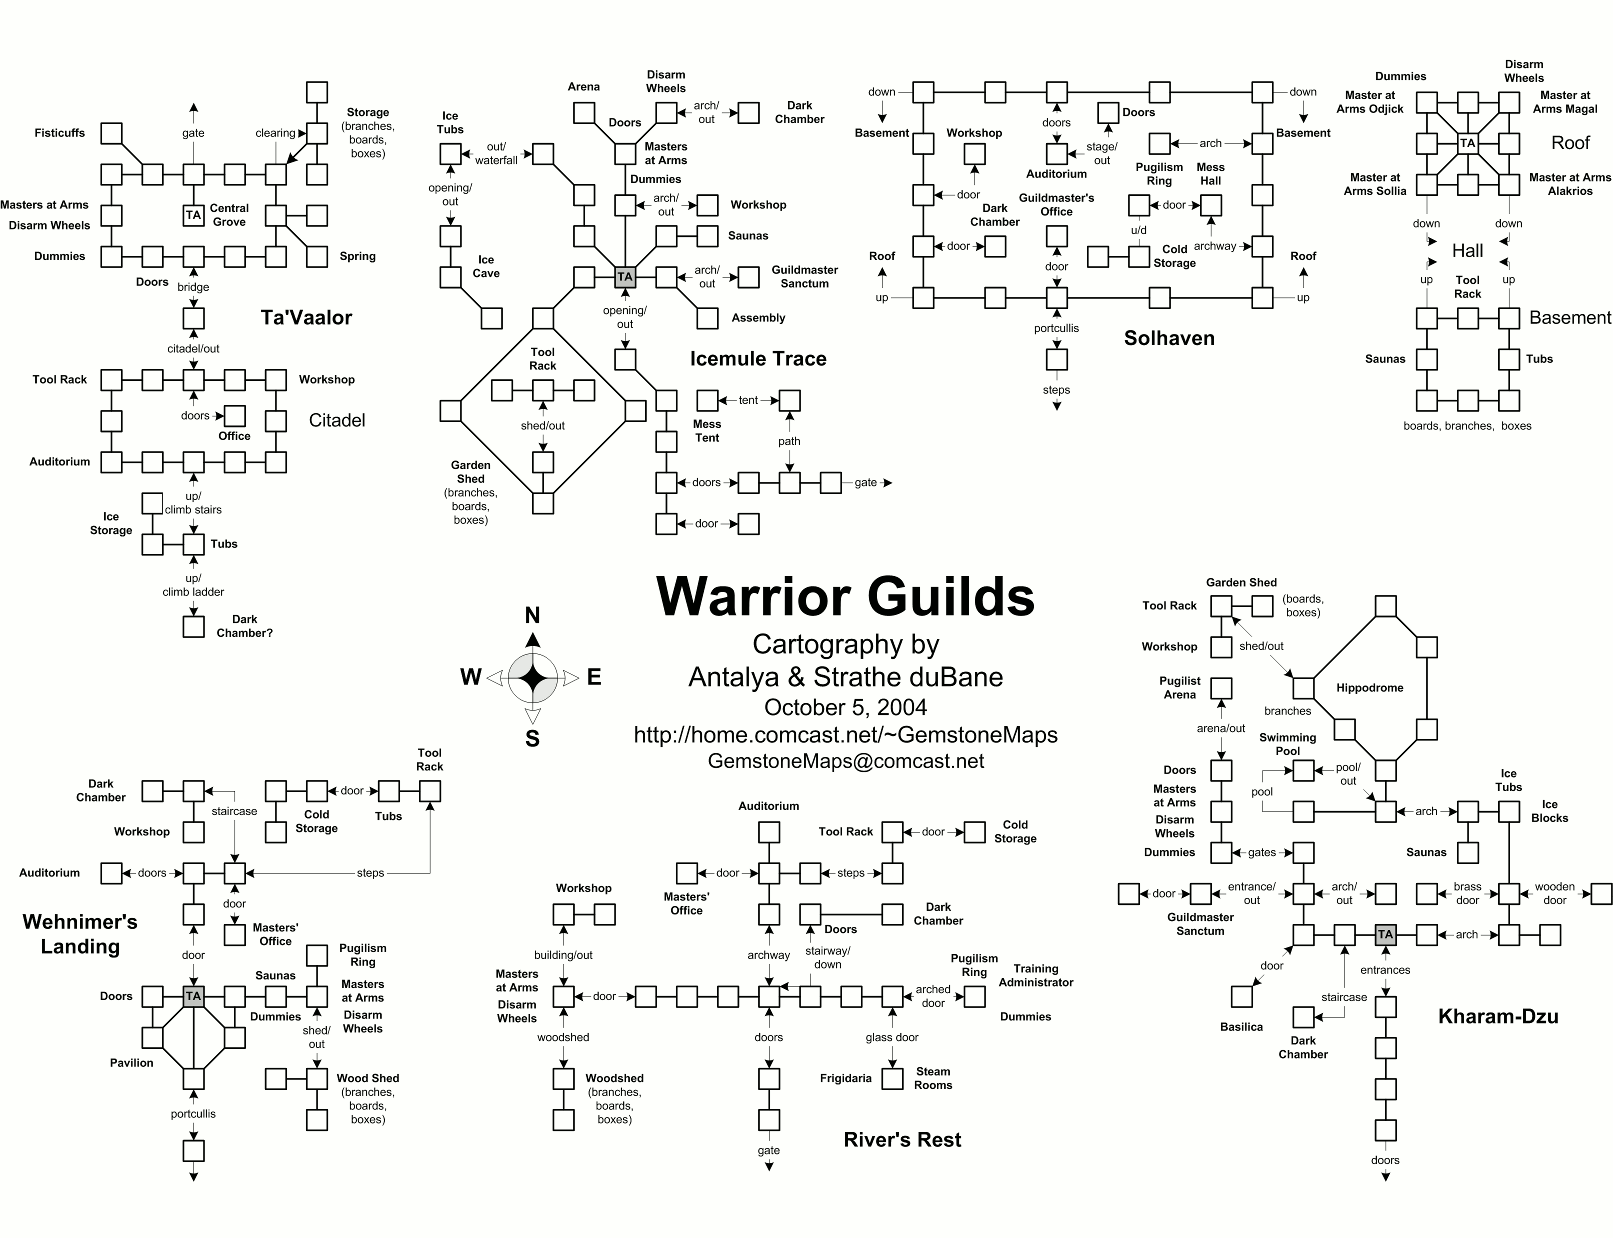 Fisticuffs
gate
clearing
Storage
(branches,
boards,
boxes)
Masters at Arms
Disarm Wheels
TA
Central
Grove
Dummies
Doors
bridge
Spring
Ta'Vaalor
citadel/out
Tool Rack
Workshop
doors
Office
Citadel
Auditorium
up/
climb stairs
Ice
Storage
Tubs
up/
climb ladder
Dark
Chamber?
Ice
Tubs
out/
waterfall
opening/
out
Ice
Cave
Arena
Disarm
Wheels
Doors
arch/
out
Dark
Chamber
Masters
at Arms
Dummies
arch/
out
Workshop
Saunas
TA
arch/
out
Guildmaster
Sanctum
Assembly
opening/
out
Icemule Trace
Tool
Rack
shed/out
Garden
Shed
(branches,
boards,
boxes)
Mess
Tent
tent
path
doors
gate
door
down
Basement
down
Basement
doors
Doors
Workshop
Auditorium
stage/
out
Pugilism
Ring
arch
Mess
Hall
door
Dark
Chamber
Guildmaster's
Office
door
u/d
door
archway
Cold
Storage
door
Roof
up
Roof
up
portcullis
steps
Solhaven
Dummies
Disarm
Wheels
Master at
Arms Odjick
Master at
Arms Magal
TA
Roof
Master at
Arms Sollia
Master at Arms
Alakrios
down
down
Hall
up
up
Tool
Rack
Basement
Saunas
Tubs
boards, branches, boxes
Warrior Guilds
Cartography by
Antalya & Strathe duBane
October 5, 2004
http://home.comcast.net/~GemstoneMaps
GemstoneMaps@comcast.net
N
W
E
S
Dark
Chamber
Workshop
staircase
Cold
Storage
door
Tubs
Tool
Rack
Auditorium
doors
steps
door
Masters'
Office
Wehnimer's
Landing
door
Pugilism
Ring
Saunas
Masters
at Arms
Doors
TA
Dummies
Disarm
Wheels
shed/
out
Pavilion
Wood Shed
(branches,
boards,
boxes)
portcullis
Auditorium
Tool Rack
door
Cold
Storage
door
steps
Masters'
Office
Workshop
Doors
Dark
Chamber
building/out
archway
stairway/
down
Masters
at Arms
Disarm
Wheels
door
arched
door
Pugilism
Ring
Training
Administrator
Dummies
woodshed
doors
glass door
Woodshed
(branches,
boards,
boxes)
Frigidaria
Steam
Rooms
gate
River's Rest
Garden Shed
Tool Rack
(boards,
boxes)
Workshop
shed/out
Pugilist
Arena
branches
Hippodrome
arena/out
Swimming
Pool
pool/
out
pool
Doors
Masters
at Arms
Disarm
Wheels
Dummies
gates
arch
Ice
Tubs
Ice
Blocks
Saunas
door
entrance/
out
arch/
out
brass
door
wooden
door
Guildmaster
Sanctum
TA
arch
door
entrances
Basilica
staircase
Dark
Chamber
Kharam-Dzu
doors